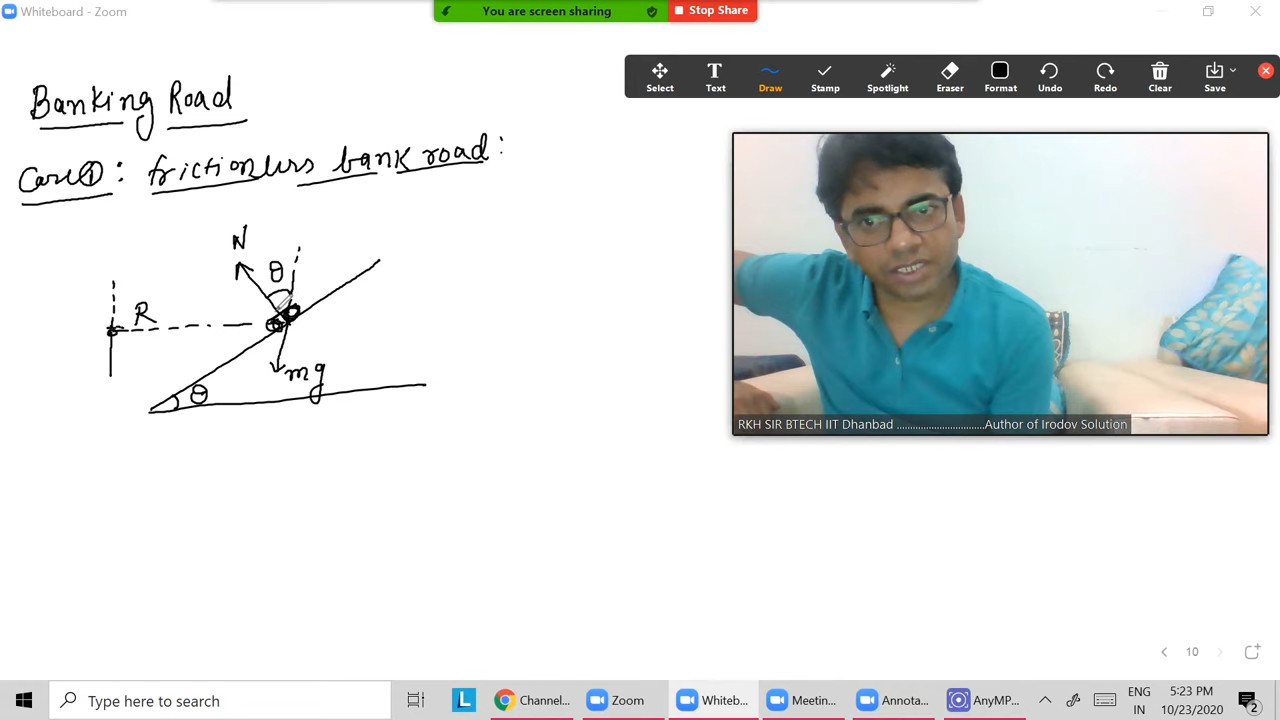 Whiteboard - Zoom
You are screen sharing
Stop Share
Select Text Draw Stamp Spotlight Eraser Format Undo Redo Clear Save
Banking Road
Case ① : frictionless bank road :
N
θ
R
mg
θ
RKH SIR BTECH IIT Dhanbad ..................................Author of Irodov Solution
10
Type here to search
L
Channel...
Zoom
Whiteb...
Meetin...
Annota...
AnyMP...
ENG
IN
5:23 PM
10/23/2020
2